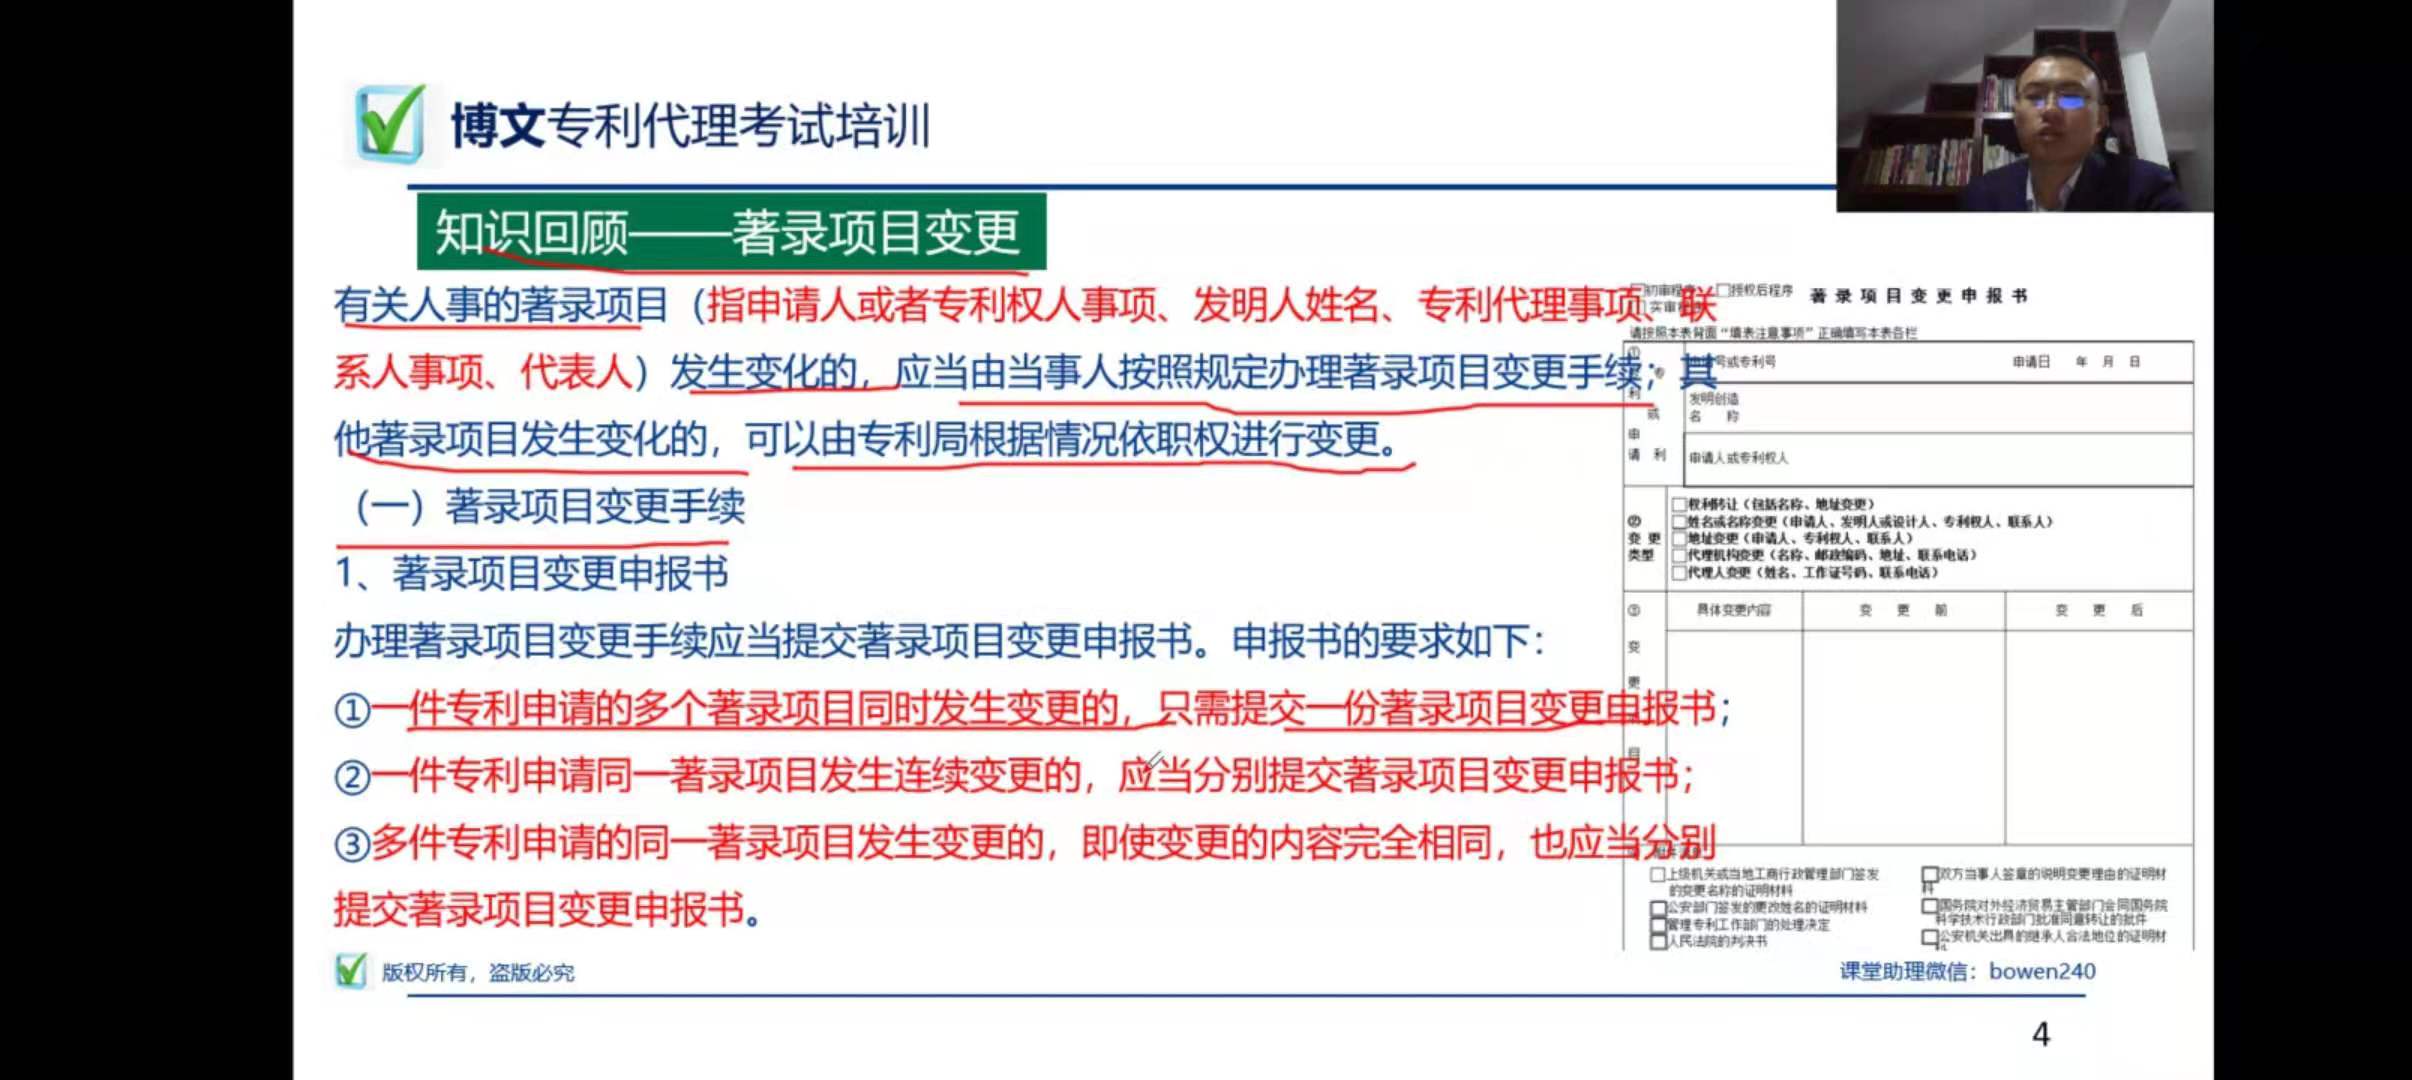 博文专利代理考试培训
知识回顾——著录项目变更
有关人事的著录项目（指申请人或者专利权人事项、发明人姓名、专利代理事项、联
系人事项、代表人）发生变化的，应当由当事人按照规定办理著录项目变更手续；其
他著录项目发生变化的，可以由专利局根据情况依职权进行变更。
（一）著录项目变更手续
1、著录项目变更申报书
办理著录项目变更手续应当提交著录项目变更申报书。申报书的要求如下：
①一件专利申请的多个著录项目同时发生变更的，只需提交一份著录项目变更申报书；
②一件专利申请同一著录项目发生连续变更的，应当分别提交著录项目变更申报书；
③多件专利申请的同一著录项目发生变更的，即使变更的内容完全相同，也应当分别
提交著录项目变更申报书。
□初审程序 □授权后程序
著录项目变更申报书
请按照本表背面“填表注意事项”正确填写本表各栏
①
申请号或专利号 申请日 年 月 日
发明创造
名 称
申请人或专利权人
②
变 更
类型
□权利转让（包括名称、地址变更）
□姓名或名称变更（申请人、发明人或设计人、专利权人、联系人）
□地址变更（申请人、专利权人、联系人）
□代理机构变更（名称、邮政编码、地址、联系电话）
□代理人变更（姓名、工作证号码、联系电话）
③ 具体变更内容 变 更 前 变 更 后
变
更
目
□上级机关或当地工商行政管理部门签发
的变更名称的证明材料
□公安部门签发的更改姓名的证明材料
□管理专利工作部门的处理决定
□人民法院的判决书
□双方当事人签章的说明变更理由的证明材
料
□国务院对外经济贸易主管部门会同国务院
科学技术行政部门批准同意转让的批件
□公安机关出具的继承人合法地位的证明材
版权所有，盗版必究
课堂助理微信：bowen240
4